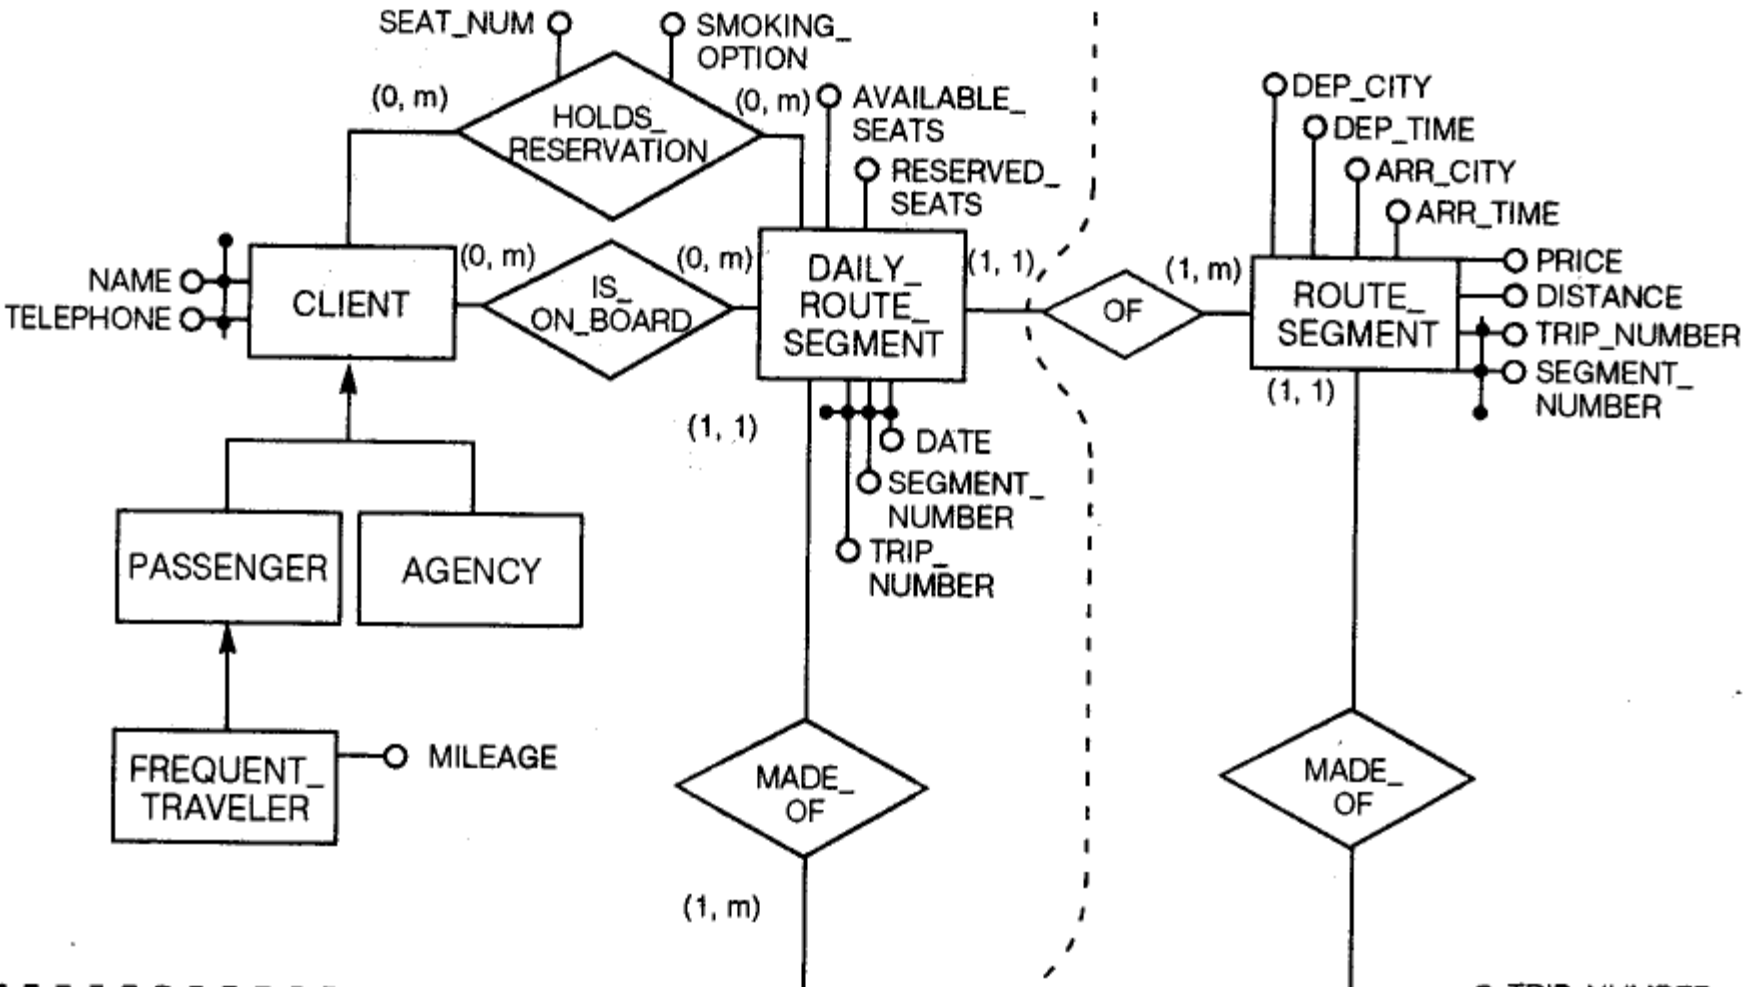 SEAT_NUM
SMOKING_
OPTION
(0, m)
HOLDS_
RESERVATION
(0, m)
AVAILABLE_
SEATS
RESERVED_
SEATS
DEP_CITY
DEP_TIME
ARR_CITY
ARR_TIME
NAME
TELEPHONE
CLIENT
(0, m)
IS_
ON_BOARD
(0, m)
DAILY_
ROUTE_
SEGMENT
(1, 1)
OF
(1, m)
ROUTE_
SEGMENT
PRICE
DISTANCE
TRIP_NUMBER
SEGMENT_
NUMBER
(1, 1)
(1, 1)
DATE
SEGMENT_
NUMBER
TRIP_
NUMBER
PASSENGER
AGENCY
FREQUENT_
TRAVELER
MILEAGE
MADE_
OF
MADE_
OF
(1, m)